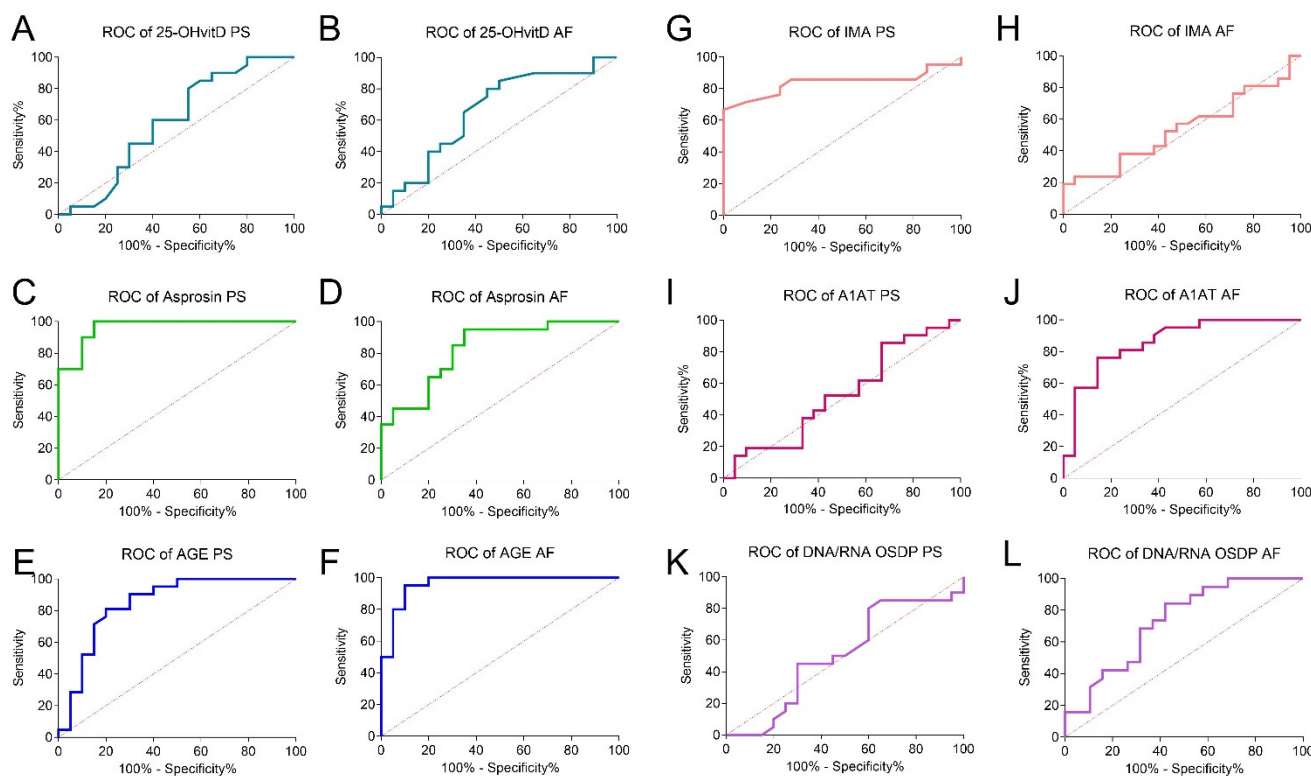 A
ROC of 25-OHvitD PS
Sensitivity%
100
80
60
40
20
0
0 20 40 60 80 100
100% - Specificity%
B
ROC of 25-OHvitD AF
Sensitivity
100
80
60
40
20
0
0 20 40 60 80 100
100% - Specificity%
G
ROC of IMA PS
Sensitivity
100
80
60
40
20
0
0 20 40 60 80 100
100% - Specificity%
H
ROC of IMA AF
Sensitivity
100
80
60
40
20
0
0 20 40 60 80 100
100% - Specificity%
C
ROC of Asprosin PS
Sensitivity
100
80
60
40
20
0
0 20 40 60 80 100
100% - Specificity%
D
ROC of Asprosin AF
Sensitivity
100
80
60
40
20
0
0 20 40 60 80 100
100% - Specificity%
I
ROC of A1AT PS
Sensitivity%
100
80
60
40
20
0
0 20 40 60 80 100
100% - Specificity%
J
ROC of A1AT AF
Sensitivity%
100
80
60
40
20
0
0 20 40 60 80 100
100% - Specificity%
E
ROC of AGE PS
Sensitivity
100
80
60
40
20
0
0 20 40 60 80 100
100% - Specificity%
F
ROC of AGE AF
Sensitivity
100
80
60
40
20
0
0 20 40 60 80 100
100% - Specificity%
K
ROC of DNA/RNA OSDP PS
Sensitivity
100
80
60
40
20
0
0 20 40 60 80 100
100% - Specificity%
L
ROC of DNA/RNA OSDP AF
Sensitivity
100
80
60
40
20
0
0 20 40 60 80 100
100% - Specificity%